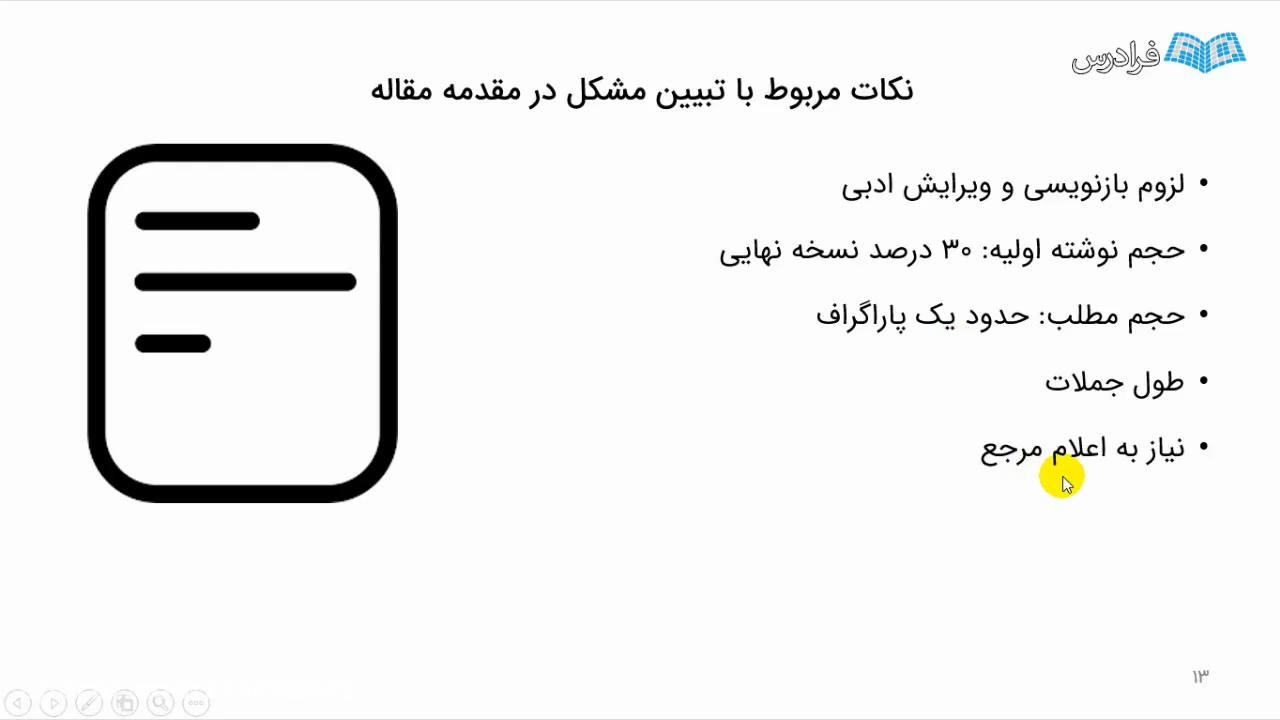 فرادرس
نکات مربوط با تبیین مشکل در مقدمه مقاله
• لزوم بازنویسی و ویرایش ادبی
• حجم نوشته اولیه: ۳۰ درصد نسخه نهایی
• حجم مطلب: حدود یک پاراگراف
• طول جملات
• نیاز به اعلام مرجع
۱۳